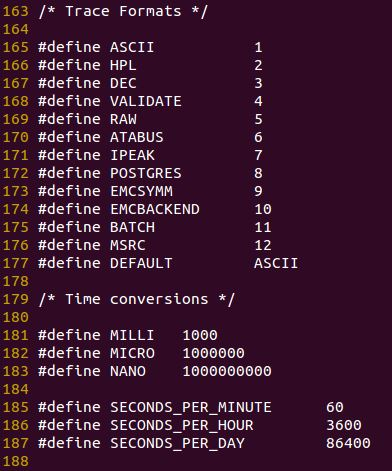 163 /* Trace Formats */
164
165 #define ASCII 1
166 #define HPL 2
167 #define DEC 3
168 #define VALIDATE 4
169 #define RAW 5
170 #define ATABUS 6
171 #define IPEAK 7
172 #define POSTGRES 8
173 #define EMCSYMM 9
174 #define EMCBACKEND 10
175 #define BATCH 11
176 #define MSRC 12
177 #define DEFAULT ASCII
178
179 /* Time conversions */
180
181 #define MILLI 1000
182 #define MICRO 1000000
183 #define NANO 1000000000
184
185 #define SECONDS_PER_MINUTE 60
186 #define SECONDS_PER_HOUR 3600
187 #define SECONDS_PER_DAY 86400
188